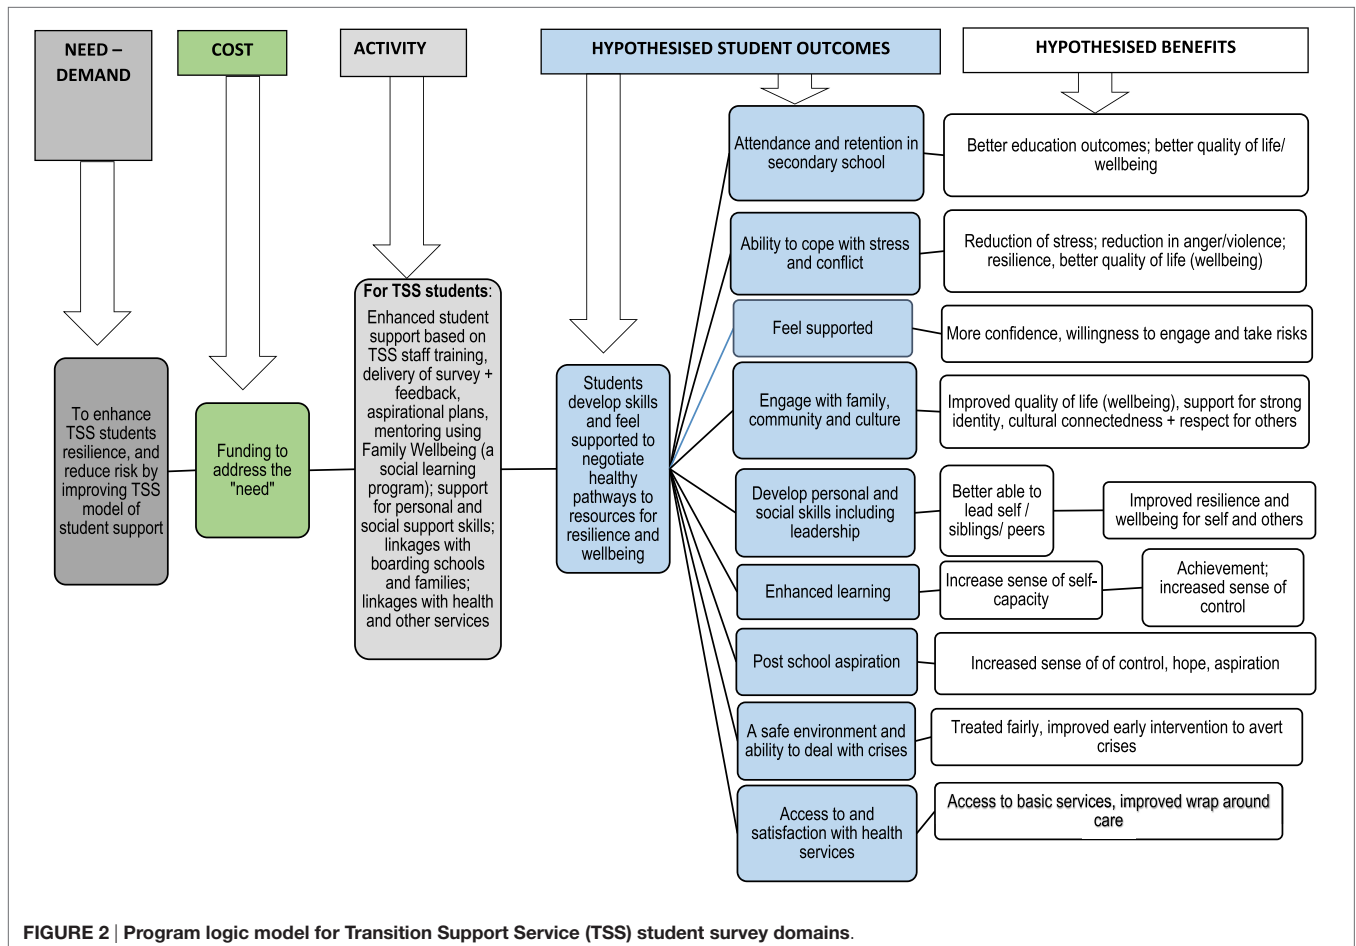 NEED –
DEMAND
COST
ACTIVITY
HYPOTHESISED STUDENT OUTCOMES
HYPOTHESISED BENEFITS
To enhance
TSS students
resilience, and
reduce risk by
improving TSS
model of
student support
Funding to
address the
"need"
For TSS students:
Enhanced student
support based on
TSS staff training,
delivery of survey +
feedback,
aspirational plans,
mentoring using
Family Wellbeing (a
social learning
program); support
for personal and
social support skills;
linkages with
boarding schools
and families;
linkages with health
and other services
Students
develop skills
and feel
supported to
negotiate
healthy
pathways to
resources for
resilience and
wellbeing
Attendance and retention in
secondary school
Better education outcomes; better quality of life/
wellbeing
Ability to cope with stress
and conflict
Reduction of stress; reduction in anger/violence;
resilience, better quality of life (wellbeing)
Feel supported
More confidence, willingness to engage and take risks
Engage with family,
community and culture
Improved quality of life (wellbeing), support for strong
identity, cultural connectedness + respect for others
Develop personal and
social skills including
leadership
Better able to
lead self /
siblings/ peers
Improved resilience and
wellbeing for self and others
Enhanced learning
Increase sense of self-
capacity
Achievement;
increased sense of
control
Post school aspiration
Increased sense of of control, hope, aspiration
A safe environment and
ability to deal with crises
Treated fairly, improved early intervention to avert
crises
Access to and
satisfaction with health
services
Access to basic services, improved wrap around
care
FIGURE 2 | Program logic model for Transition Support Service (TSS) student survey domains.